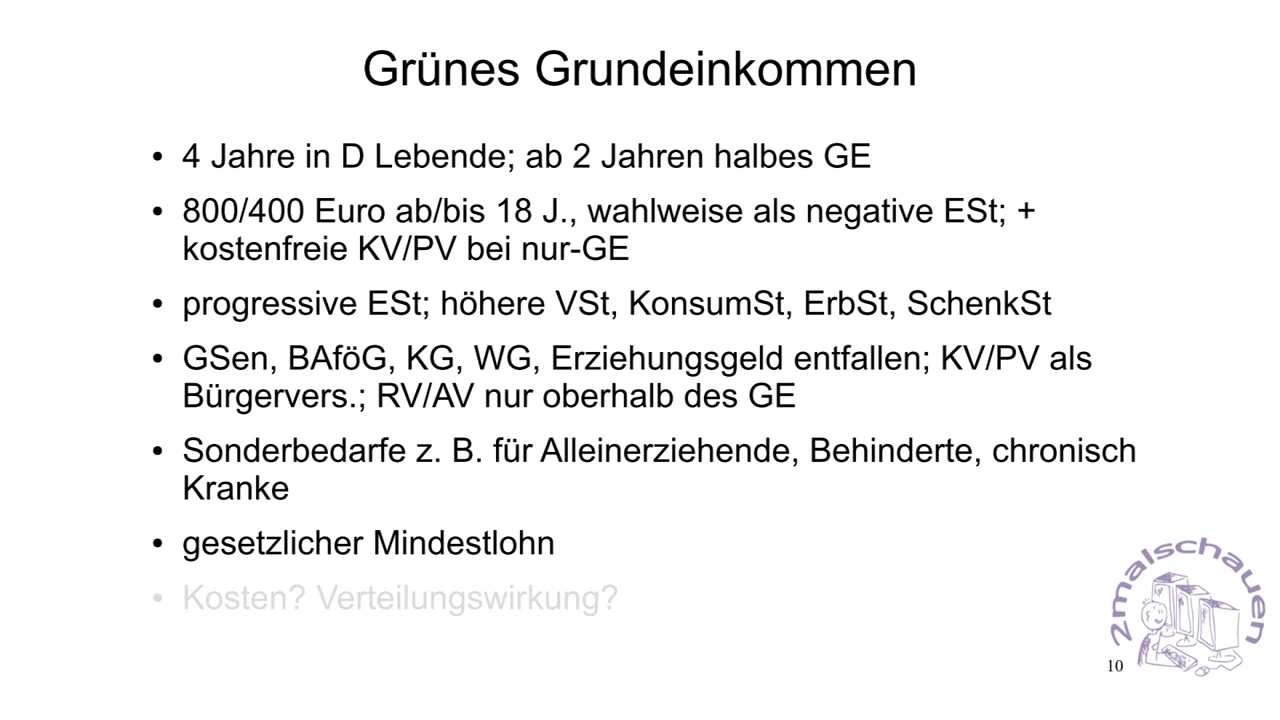 Grünes Grundeinkommen
• 4 Jahre in D Lebende; ab 2 Jahren halbes GE
• 800/400 Euro ab/bis 18 J., wahlweise als negative ESt; +
kostenfreie KV/PV bei nur-GE
• progressive ESt; höhere VSt, KonsumSt, ErbSt, SchenkSt
• GSen, BAföG, KG, WG, Erziehungsgeld entfallen; KV/PV als
Bürgervers.; RV/AV nur oberhalb des GE
• Sonderbedarfe z. B. für Alleinerziehende, Behinderte, chronisch
Kranke
• gesetzlicher Mindestlohn
• Kosten? Verteilungswirkung?
2malschauen
10